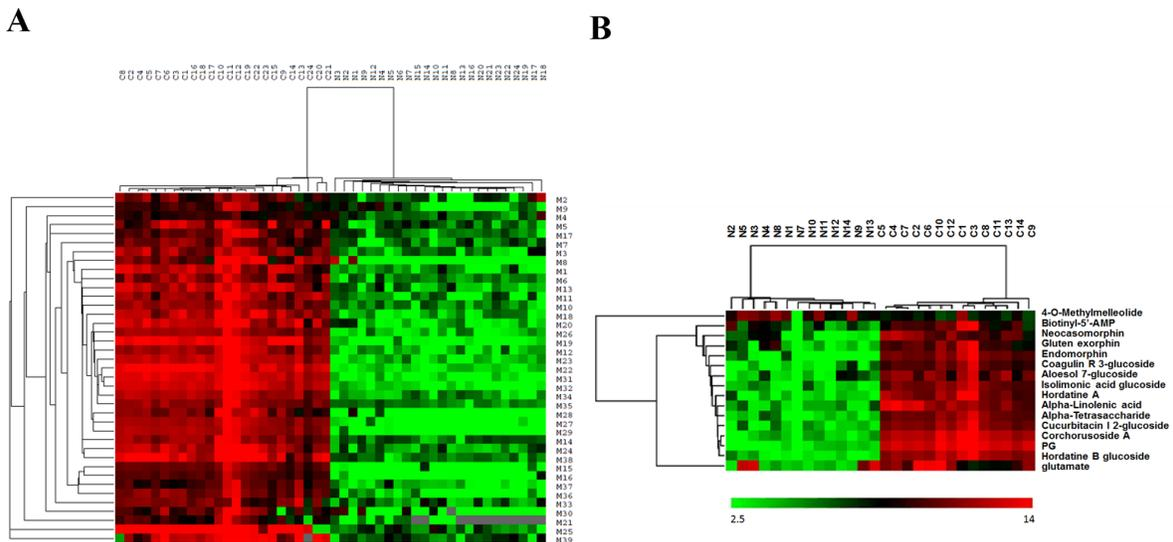 A
C8 C2 C4 C5 C7 C6 C3 C1 C16 C18 C17 C10 C11 C12 C19 C22 C23 C15 C9 C14 C13 C24 C20 C21 N3 N2 N1 N9 N12 N4 N5 N6 N7 N15 N14 N10 N11 N8 N13 N16 N20 N21 N23 N22 N24 N19 N17 N18
M2
M9
M4
M5
M17
M7
M3
M8
M1
M6
M13
M11
M10
M18
M20
M26
M19
M12
M23
M22
M31
M32
M34
M35
M28
M27
M29
M14
M24
M38
M15
M16
M37
M36
M33
M30
M21
M25
M39
B
N2 N5 N3 N4 N8 N1 N7 N10 N11 N12 N14 N9 N13 C5 C4 C7 C2 C6 C10 C12 C1 C3 C8 C11 C13 C14 C9
4-O-Methylmelleolide
Biotinyl-5'-AMP
Neocasomorphin
Gluten exorphin
Endomorphin
Coagulin R 3-glucoside
Aloesol 7-glucoside
Isolimonic acid glucoside
Hordatine A
Alpha-Linolenic acid
Alpha-Tetrasaccharide
Cucurbitacin I 2-glucoside
Corchorusoside A
PG
Hordatine B glucoside
glutamate
2.5 14